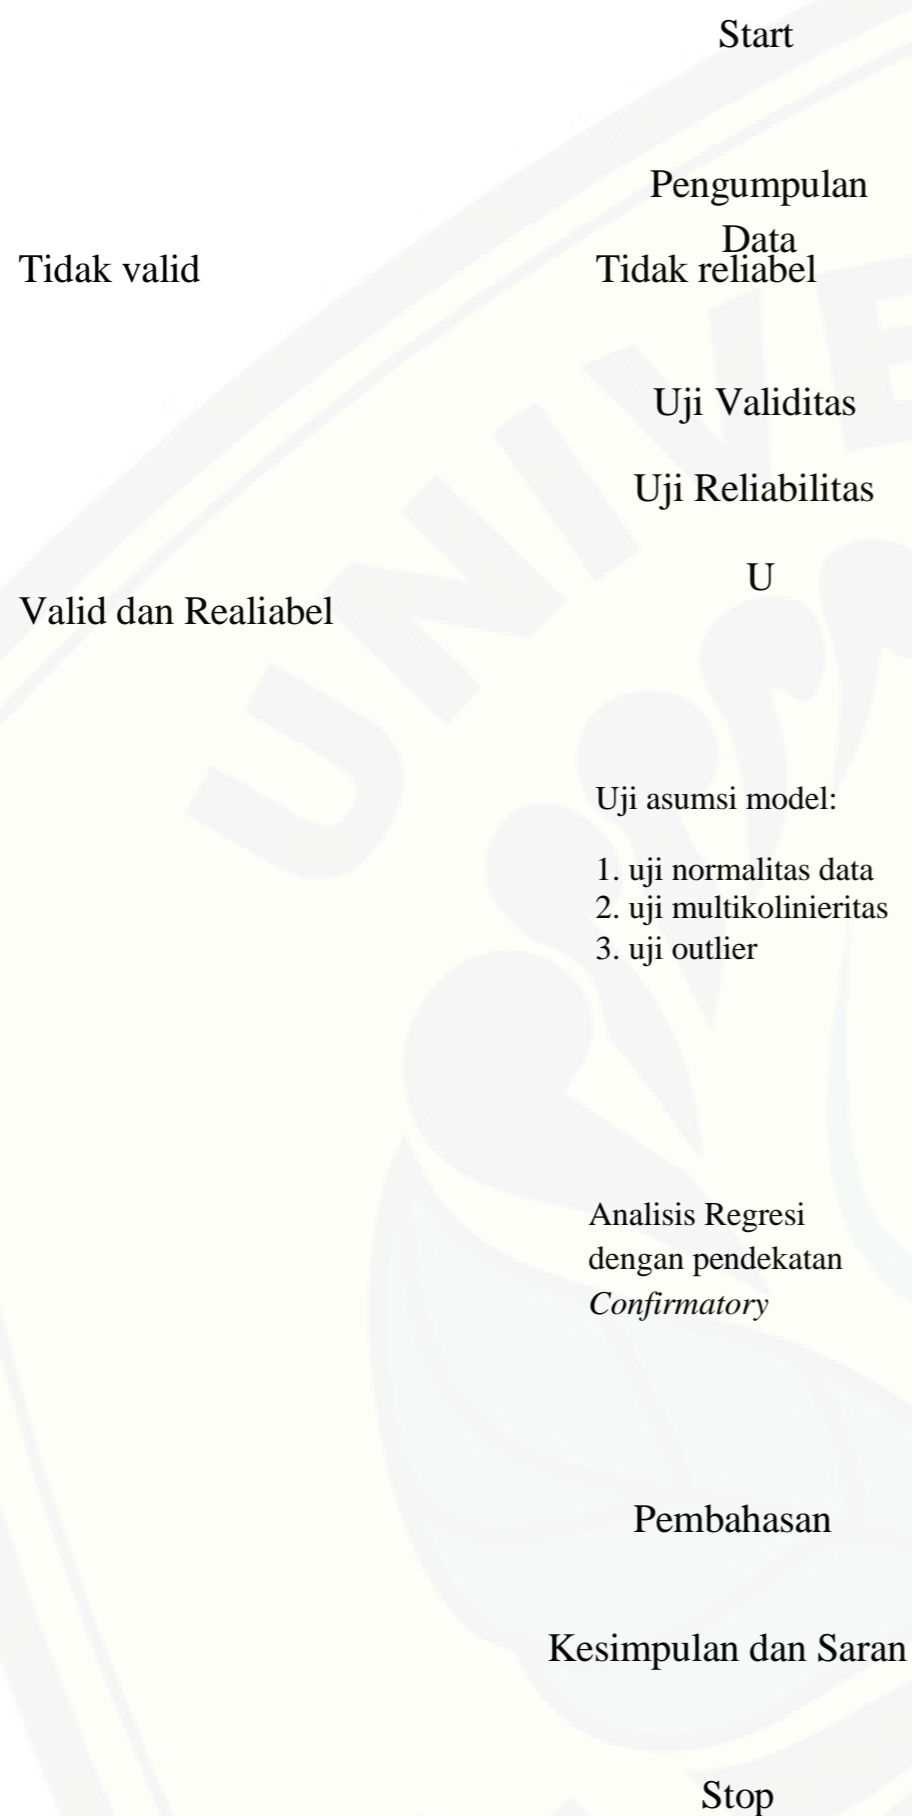 Start
Pengumpulan
Data
Tidak valid
Tidak reliabel
Uji Validitas
Uji Reliabilitas
U
Valid dan Realiabel
Uji asumsi model:
1. uji normalitas data
2. uji multikolinieritas
3. uji outlier
Analisis Regresi
dengan pendekatan
Confirmatory
Pembahasan
Kesimpulan dan Saran
Stop
UNIVE